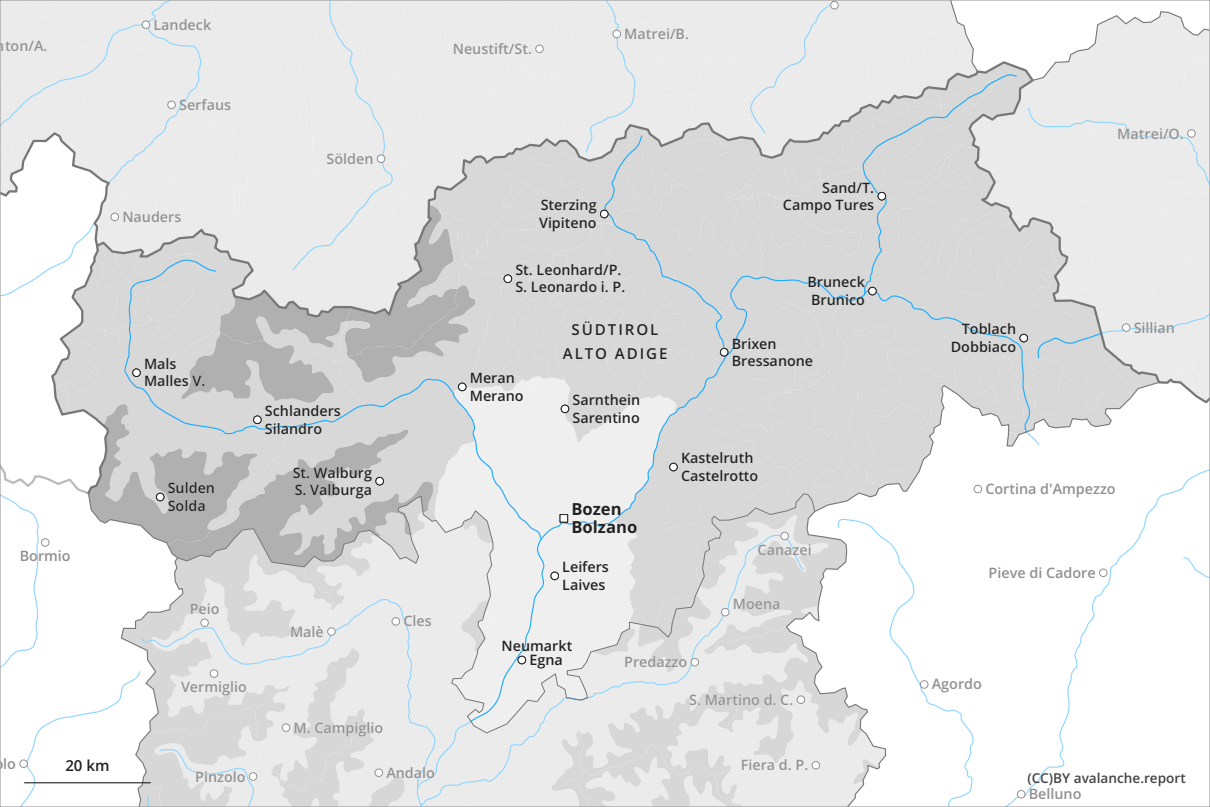 Landeck
nton/A.
Neustift/St.
Matrei/B.
Serfaus
Matrei/O.
Sölden
Nauders
Sand/T.
Campo Tures
Sterzing
Vipiteno
St. Leonhard/P.
S. Leonardo i. P.
Bruneck
Brunico
SÜDTIROL
ALTO ADIGE
Toblach
Dobbiaco
Sillian
Brixen
Bressanone
Mals
Malles V.
Meran
Merano
Sarnthein
Sarentino
Schlanders
Silandro
Kastelruth
Castelrotto
St. Walburg
S. Valburga
Sulden
Solda
Cortina d'Ampezzo
Bozen
Bolzano
Canazei
Bormio
Leifers
Laives
Pieve di Cadore
Peio
Moena
Cles
Malè
Neumarkt
Egna
Predazzo
Vermiglio
Agordo
S. Martino d. C.
M. Campiglio
olo
20 km
Pinzolo
Andalo
Fiera d. P.
(CC)BY avalanche.report
Belluno